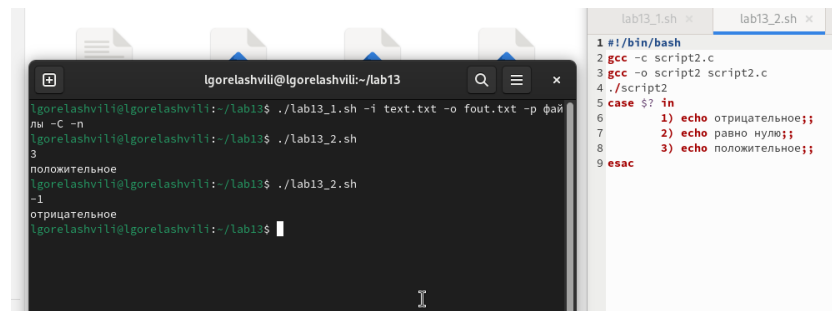 lab13_1.sh ×
lab13_2.sh ×
lgorelashvili@lgorelashvili:~/lab13
lgorelashvili@lgorelashvili:~/lab13$ ./lab13_1.sh -i text.txt -o fout.txt -p фай
лы -C -n
lgorelashvili@lgorelashvili:~/lab13$ ./lab13_2.sh
3
положительное
lgorelashvili@lgorelashvili:~/lab13$ ./lab13_2.sh
-1
отрицательное
lgorelashvili@lgorelashvili:~/lab13$
1 #!/bin/bash
2 gcc -c script2.c
3 gcc -o script2 script2.c
4 ./script2
5 case $? in
6 1) echo отрицательное;;
7 2) echo равно нулю;;
8 3) echo положительное;;
9 esac